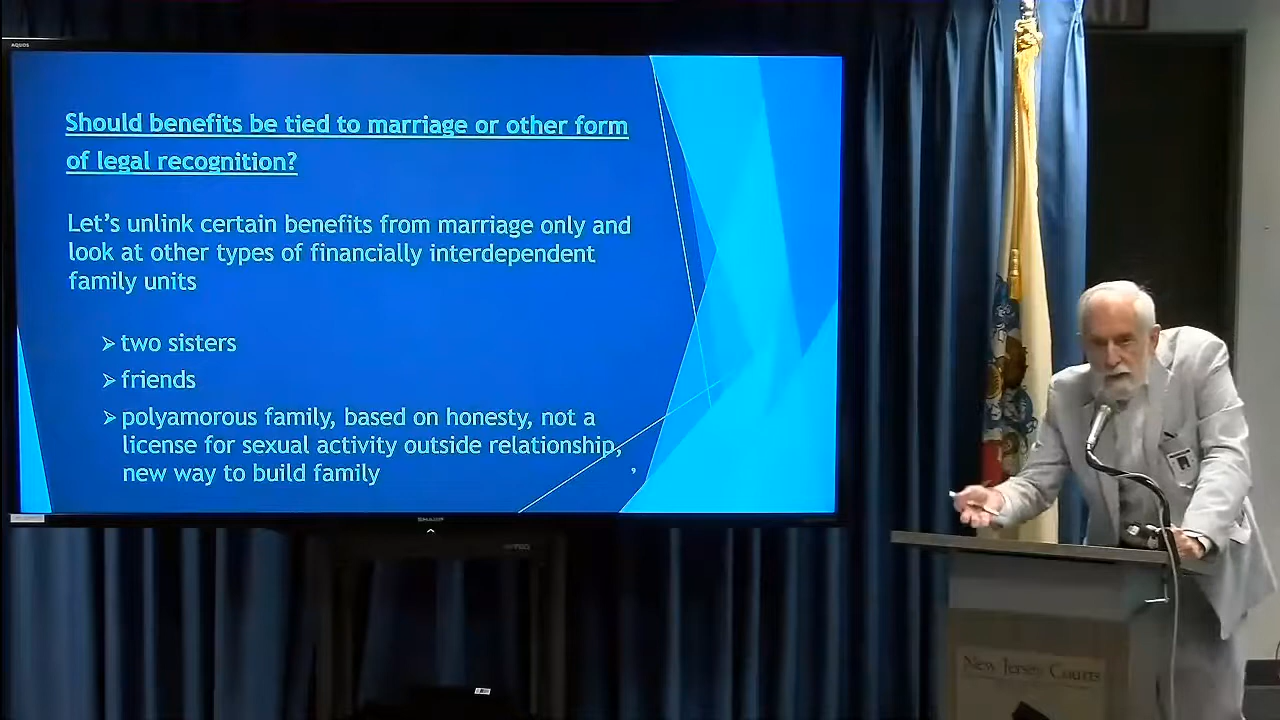 AQUOS
Should benefits be tied to marriage or other form
of legal recognition?
Let's unlink certain benefits from marriage only and
look at other types of financially interdependent
family units
➢ two sisters
➢ friends
➢ polyamorous family, based on honesty, not a
license for sexual activity outside relationship,
new way to build family
,
SHARP
New Jersey Courts